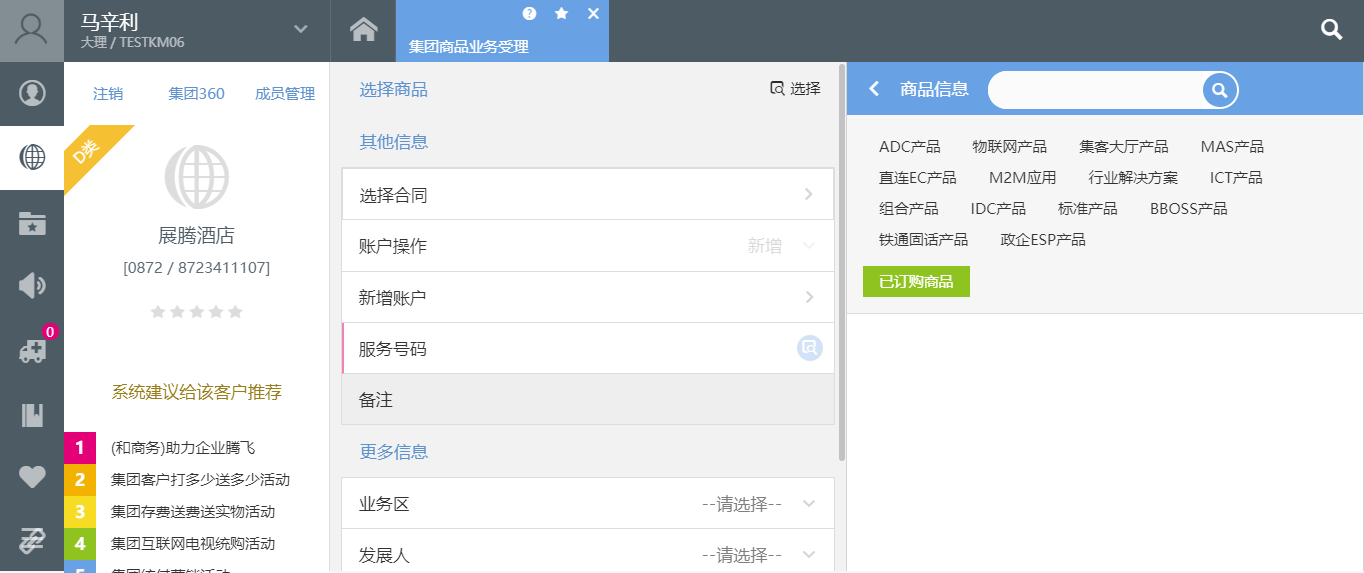 马辛利
大理 / TESTKM06
集团商品业务受理
注销 集团360 成员管理
D类
展腾酒店
[0872 / 8723411107]
0
系统建议给该客户推荐
1 (和商务)助力企业腾飞
2 集团客户打多少送多少活动
3 集团存费送费送实物活动
4 集团互联网电视统购活动
选择商品 选择
其他信息
选择合同
账户操作 新增
新增账户
服务号码
备注
更多信息
业务区 --请选择--
发展人 --请选择--
商品信息
ADC产品 物联网产品 集客大厅产品 MAS产品
直连EC产品 M2M应用 行业解决方案 ICT产品
组合产品 IDC产品 标准产品 BBOSS产品
铁通固话产品 政企ESP产品
已订购商品